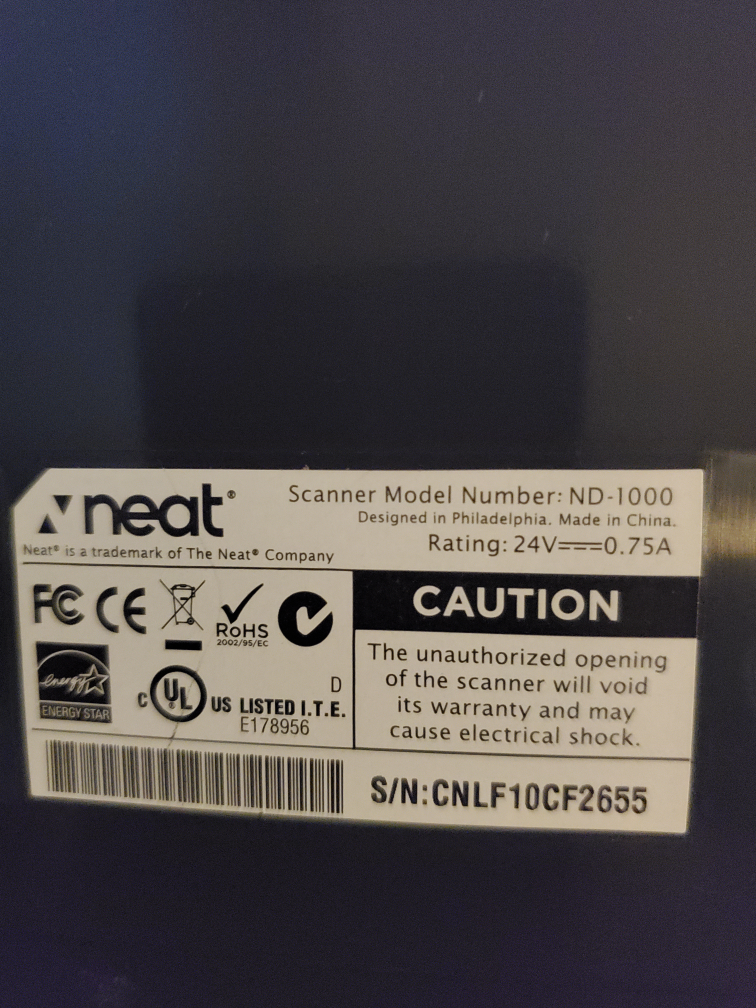 neat®
Scanner Model Number: ND-1000
Designed in Philadelphia. Made in China.
Neat® is a trademark of The Neat® Company
Rating: 24V⎓0.75A
FC CE
RoHS
2002/95/EC
CAUTION
The unauthorized opening
of the scanner will void
its warranty and may
cause electrical shock.
energy
ENERGY STAR
C UL US LISTED I.T.E.
D
E178956
S/N:CNLF10CF2655